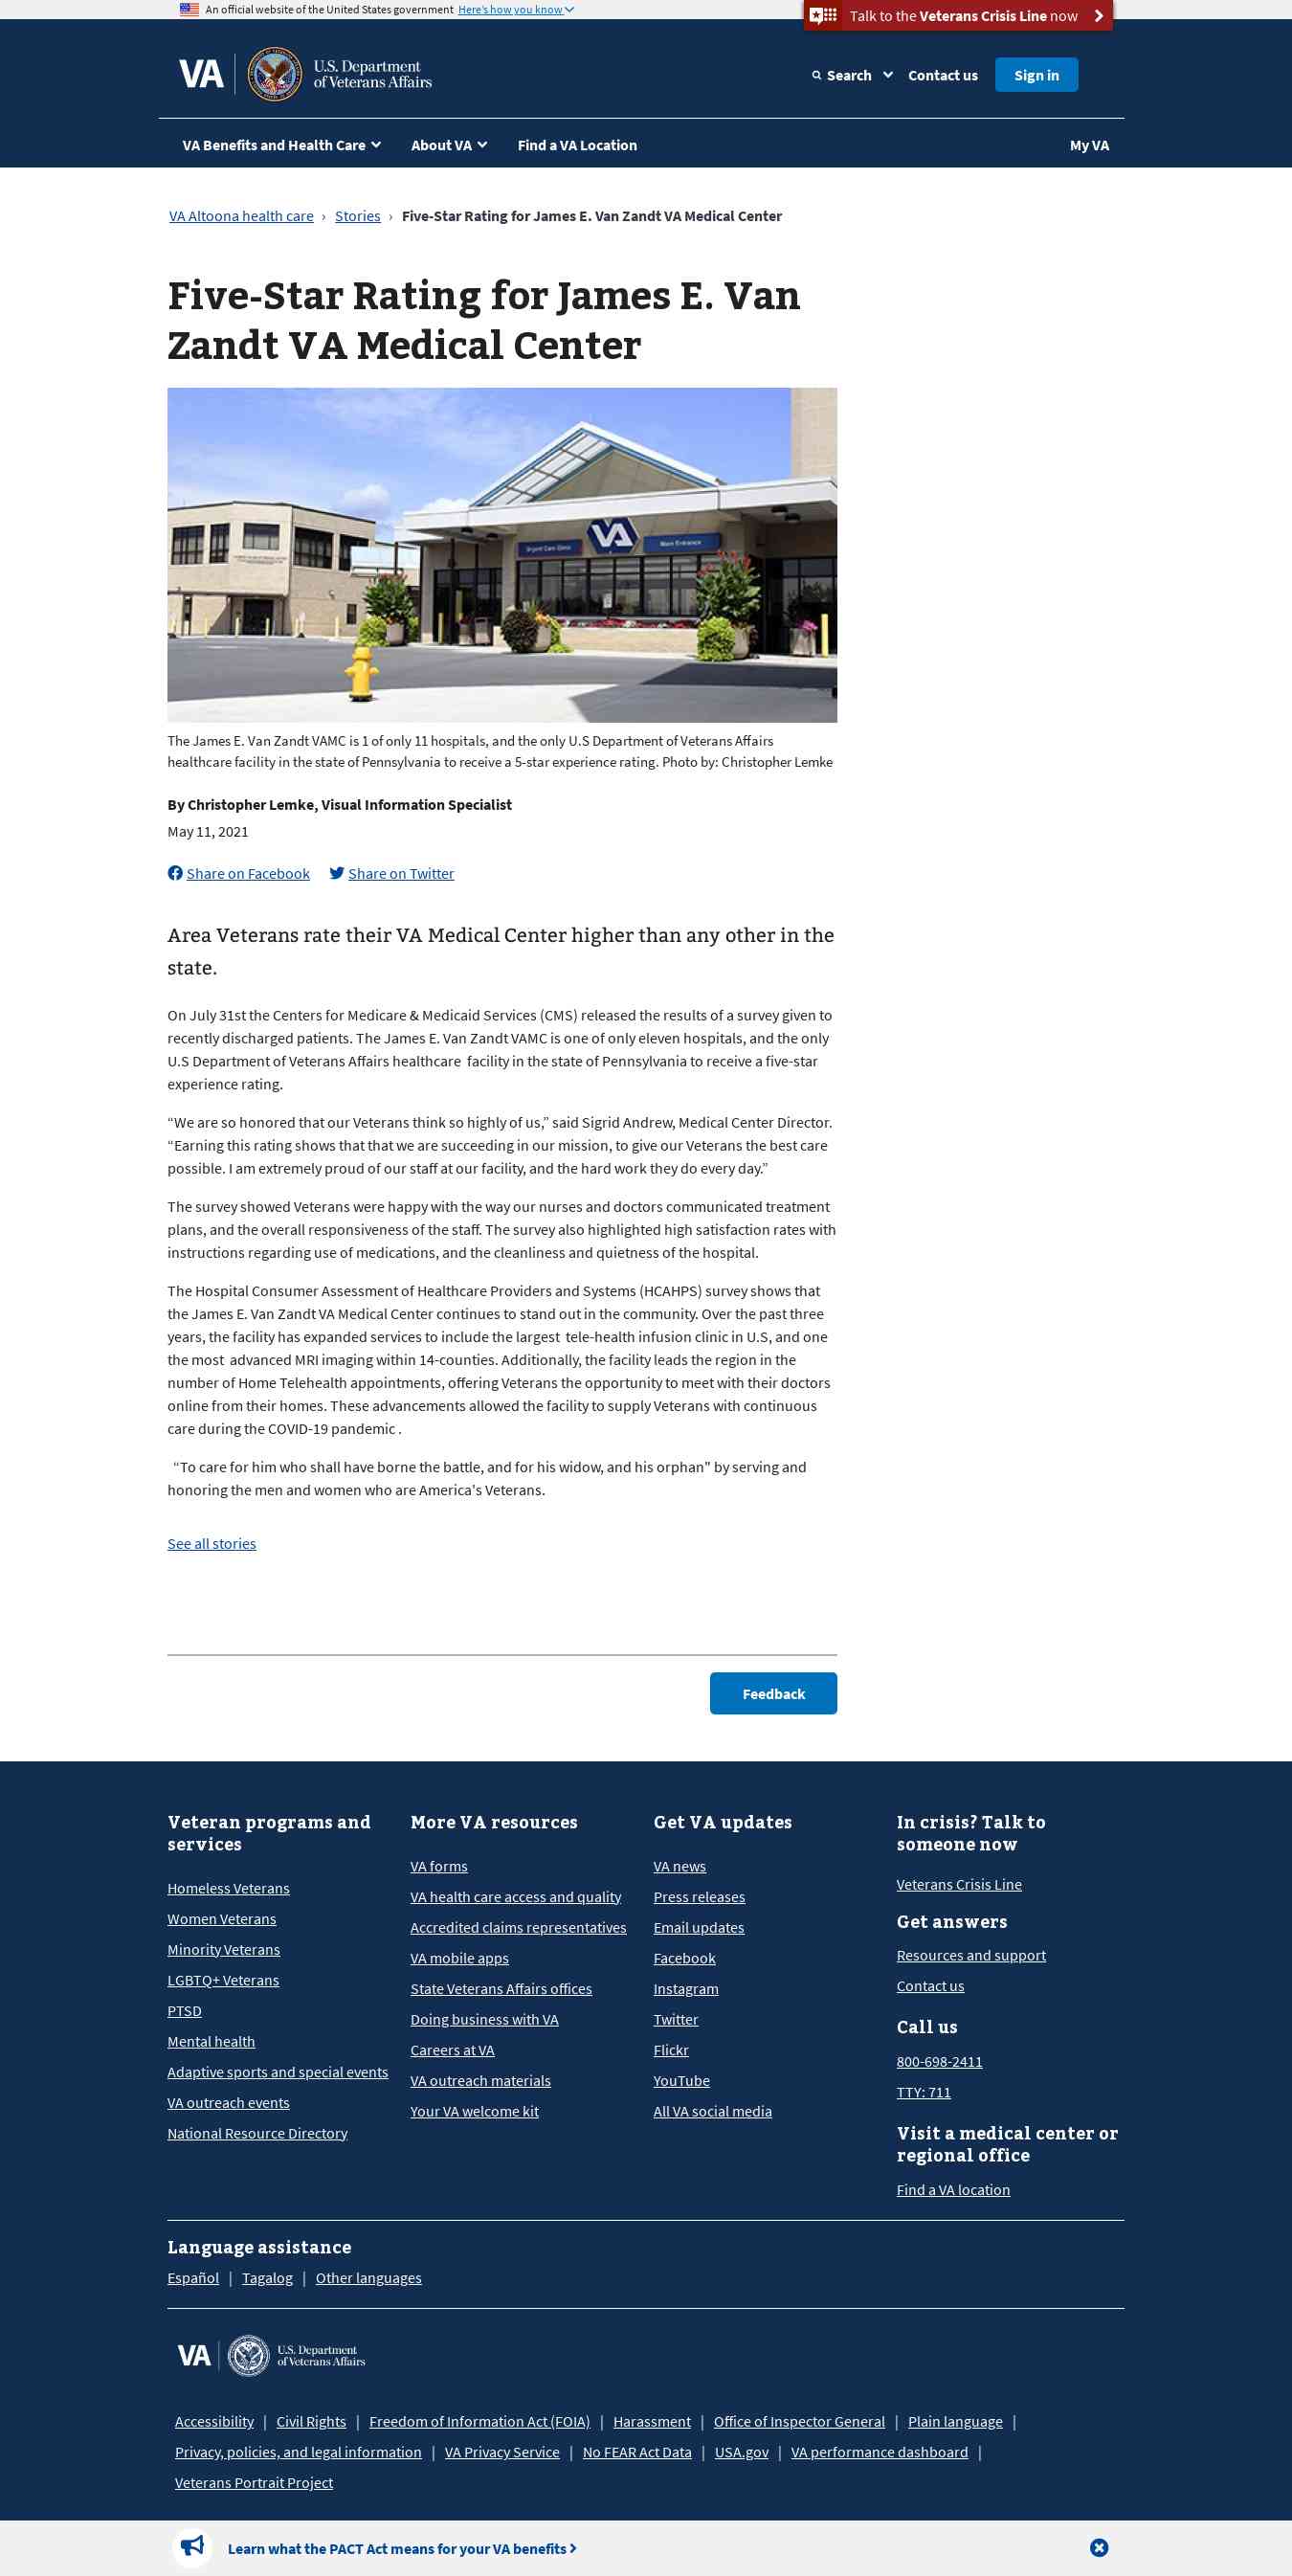 An official website of the United States government Here’s how you know
Talk to the Veterans Crisis Line now
VA U.S. Department
of Veterans Affairs
Search Contact us Sign in
VA Benefits and Health Care About VA Find a VA Location My VA
VA Altoona health care › Stories › Five-Star Rating for James E. Van Zandt VA Medical Center
Five-Star Rating for James E. Van
Zandt VA Medical Center
VA
Urgent Care Clinic Main Entrance
The James E. Van Zandt VAMC is 1 of only 11 hospitals, and the only U.S Department of Veterans Affairs
healthcare facility in the state of Pennsylvania to receive a 5-star experience rating. Photo by: Christopher Lemke
By Christopher Lemke, Visual Information Specialist
May 11, 2021
Share on Facebook Share on Twitter
Area Veterans rate their VA Medical Center higher than any other in the
state.
On July 31st the Centers for Medicare & Medicaid Services (CMS) released the results of a survey given to
recently discharged patients. The James E. Van Zandt VAMC is one of only eleven hospitals, and the only
U.S Department of Veterans Affairs healthcare facility in the state of Pennsylvania to receive a five-star
experience rating.
“We are so honored that our Veterans think so highly of us,” said Sigrid Andrew, Medical Center Director.
“Earning this rating shows that that we are succeeding in our mission, to give our Veterans the best care
possible. I am extremely proud of our staff at our facility, and the hard work they do every day.”
The survey showed Veterans were happy with the way our nurses and doctors communicated treatment
plans, and the overall responsiveness of the staff. The survey also highlighted high satisfaction rates with
instructions regarding use of medications, and the cleanliness and quietness of the hospital.
The Hospital Consumer Assessment of Healthcare Providers and Systems (HCAHPS) survey shows that
the James E. Van Zandt VA Medical Center continues to stand out in the community. Over the past three
years, the facility has expanded services to include the largest tele-health infusion clinic in U.S, and one
the most advanced MRI imaging within 14-counties. Additionally, the facility leads the region in the
number of Home Telehealth appointments, offering Veterans the opportunity to meet with their doctors
online from their homes. These advancements allowed the facility to supply Veterans with continuous
care during the COVID-19 pandemic .
“To care for him who shall have borne the battle, and for his widow, and his orphan" by serving and
honoring the men and women who are America's Veterans.
See all stories
Feedback
Veteran programs and
services
Homeless Veterans
Women Veterans
Minority Veterans
LGBTQ+ Veterans
PTSD
Mental health
Adaptive sports and special events
VA outreach events
National Resource Directory
More VA resources
VA forms
VA health care access and quality
Accredited claims representatives
VA mobile apps
State Veterans Affairs offices
Doing business with VA
Careers at VA
VA outreach materials
Your VA welcome kit
Get VA updates
VA news
Press releases
Email updates
Facebook
Instagram
Twitter
Flickr
YouTube
All VA social media
In crisis? Talk to
someone now
Veterans Crisis Line
Get answers
Resources and support
Contact us
Call us
800-698-2411
TTY: 711
Visit a medical center or
regional office
Find a VA location
Language assistance
Español | Tagalog | Other languages
VA U.S. Department
of Veterans Affairs
Accessibility | Civil Rights | Freedom of Information Act (FOIA) | Harassment | Office of Inspector General | Plain language |
Privacy, policies, and legal information | VA Privacy Service | No FEAR Act Data | USA.gov | VA performance dashboard |
Veterans Portrait Project
Learn what the PACT Act means for your VA benefits